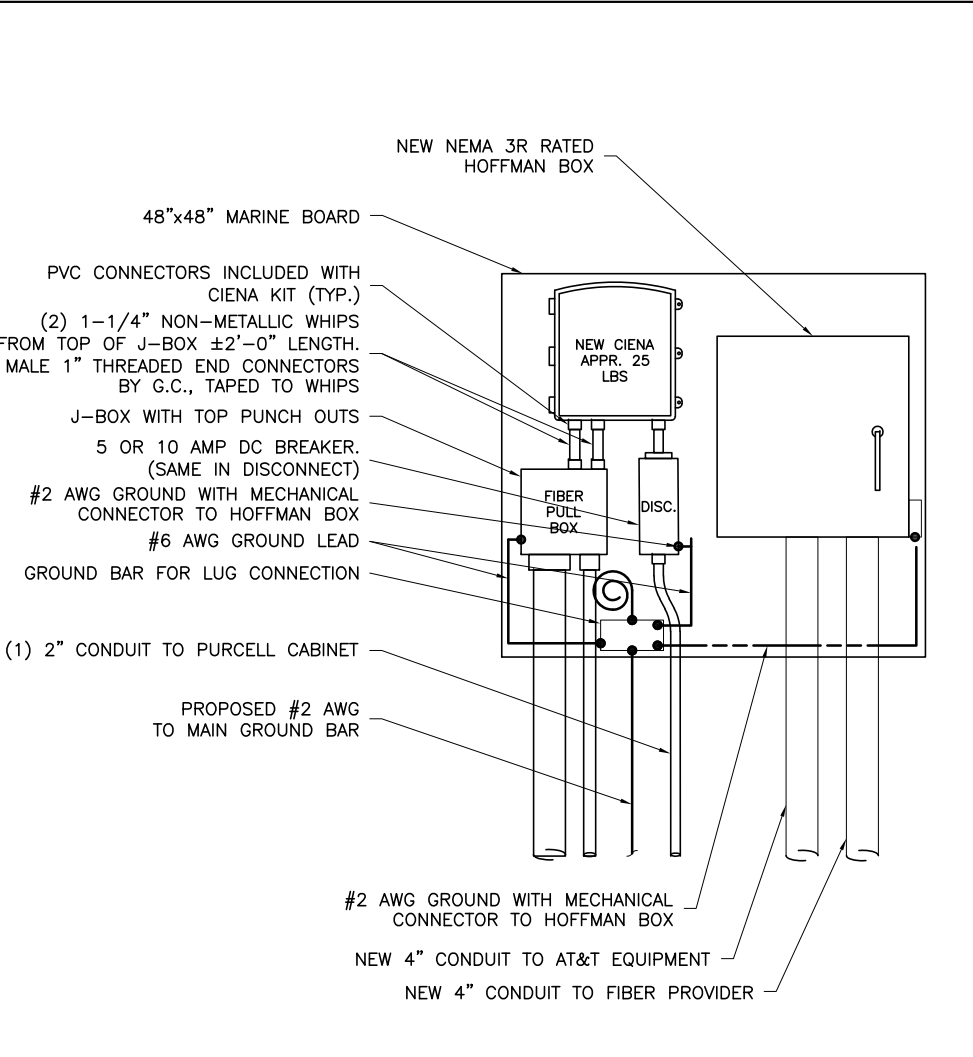 NEW NEMA 3R RATED
HOFFMAN BOX
48"x48" MARINE BOARD
PVC CONNECTORS INCLUDED WITH
CIENA KIT (TYP.)
(2) 1-1/4" NON-METALLIC WHIPS
FROM TOP OF J-BOX ±2'-0" LENGTH.
MALE 1" THREADED END CONNECTORS
BY G.C., TAPED TO WHIPS
J-BOX WITH TOP PUNCH OUTS
5 OR 10 AMP DC BREAKER.
(SAME IN DISCONNECT)
#2 AWG GROUND WITH MECHANICAL
CONNECTOR TO HOFFMAN BOX
#6 AWG GROUND LEAD
GROUND BAR FOR LUG CONNECTION
(1) 2" CONDUIT TO PURCELL CABINET
PROPOSED #2 AWG
TO MAIN GROUND BAR
NEW CIENA
APPR. 25
LBS
FIBER
PULL
BOX
DISC.
#2 AWG GROUND WITH MECHANICAL
CONNECTOR TO HOFFMAN BOX
NEW 4" CONDUIT TO AT&T EQUIPMENT
NEW 4" CONDUIT TO FIBER PROVIDER